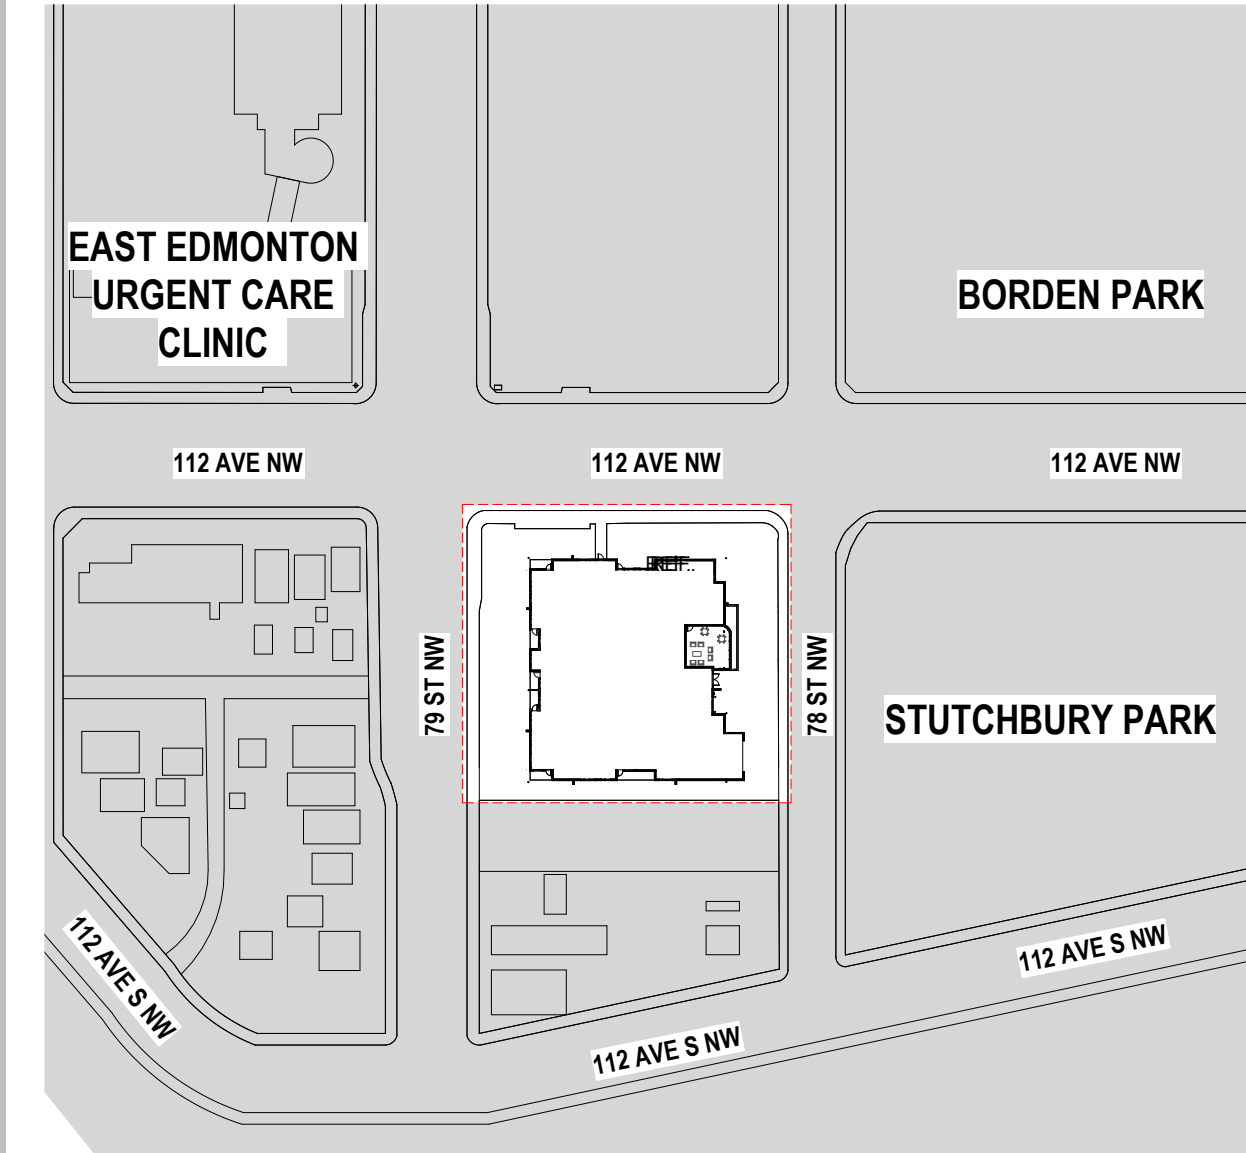 EAST EDMONTON
URGENT CARE
CLINIC
BORDEN PARK
112 AVE NW
112 AVE NW
112 AVE NW
79 ST NW
78 ST NW
STUTCHBURY PARK
112 AVE S NW
112 AVE S NW
112 AVE S NW